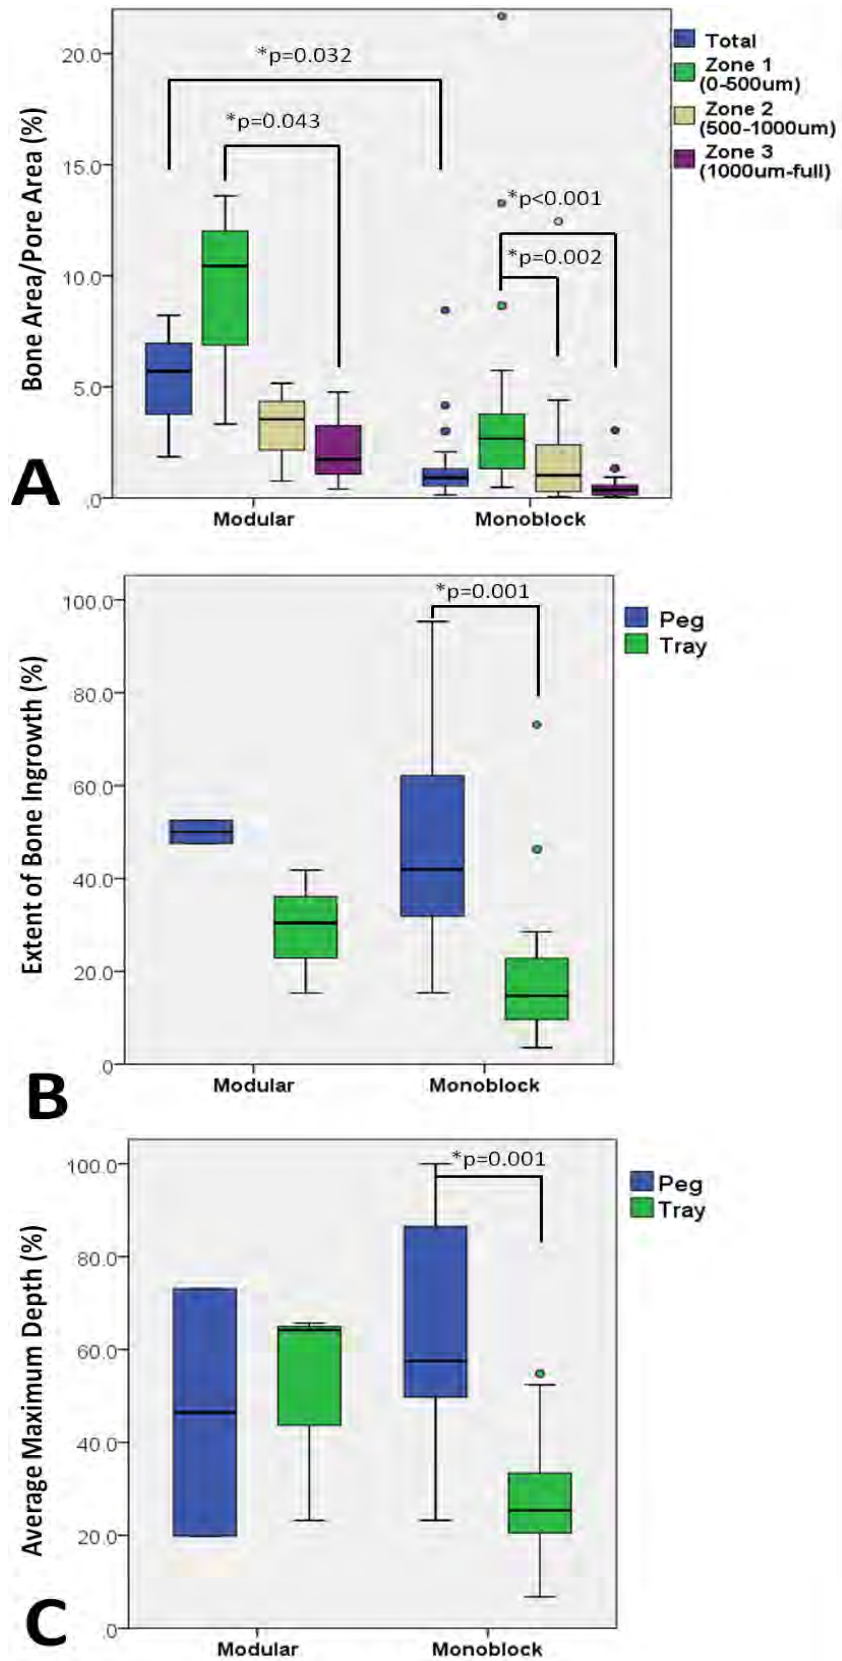 *p=0.032
*p=0.043
*p<0.001
*p=0.002
Total
Zone 1
(0-500um)
Zone 2
(500-1000um)
Zone 3
(1000um-full)
Bone Area/Pore Area (%)
20.0
15.0
10.0
5.0
.0
A
Modular
Monoblock
*p=0.001
Peg
Tray
Extent of Bone Ingrowth (%)
100.0
80.0
60.0
40.0
20.0
.0
B
Modular
Monoblock
*p=0.001
Peg
Tray
Average Maximum Depth (%)
100.0
80.0
60.0
40.0
20.0
.0
C
Modular
Monoblock